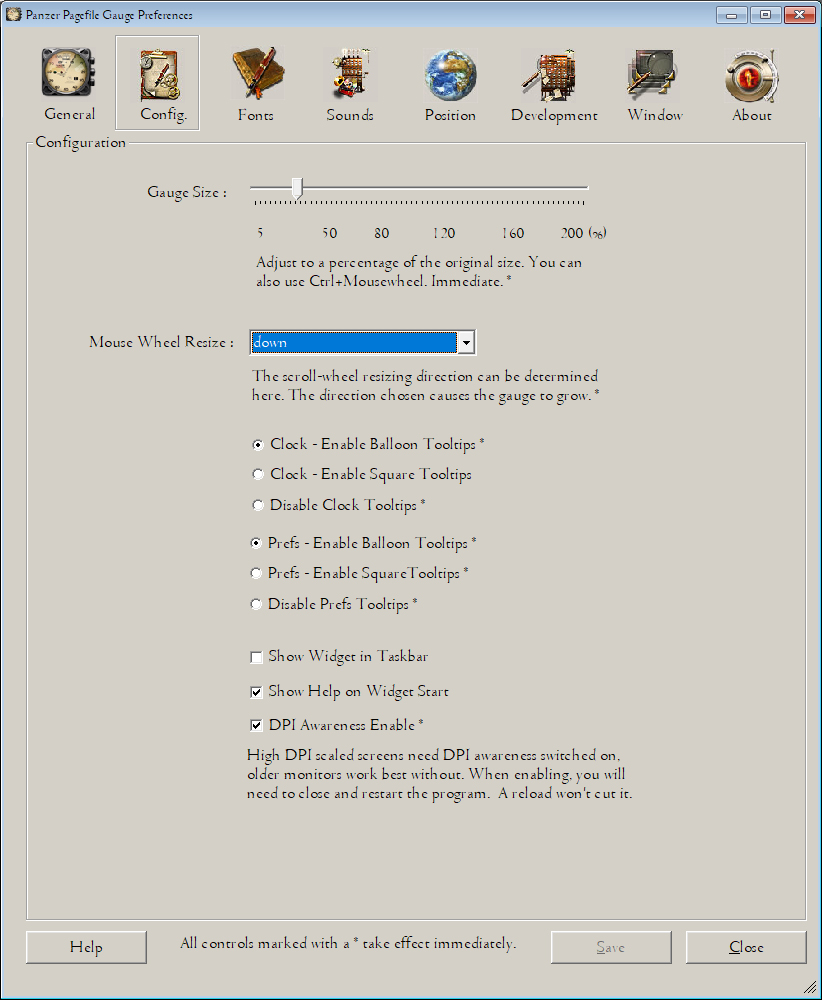 Panzer Pagefile Gauge Preferences
General
Config.
Fonts
Sounds
Position
Development
Window
About
Configuration
Gauge Size :
5 50 80 120 160 200 (%)
Adjust to a percentage of the original size. You can
also use Ctrl+Mousewheel. Immediate. *
Mouse Wheel Resize :
down
The scroll-wheel resizing direction can be determined
here. The direction chosen causes the gauge to grow. *
Clock - Enable Balloon Tooltips *
Clock - Enable Square Tooltips
Disable Clock Tooltips *
Prefs - Enable Balloon Tooltips *
Prefs - Enable SquareTooltips *
Disable Prefs Tooltips *
Show Widget in Taskbar
Show Help on Widget Start
DPI Awareness Enable *
High DPI scaled screens need DPI awareness switched on,
older monitors work best without. When enabling, you will
need to close and restart the program.  A reload won't cut it.
Help
All controls marked with a * take effect immediately.
Save
Close